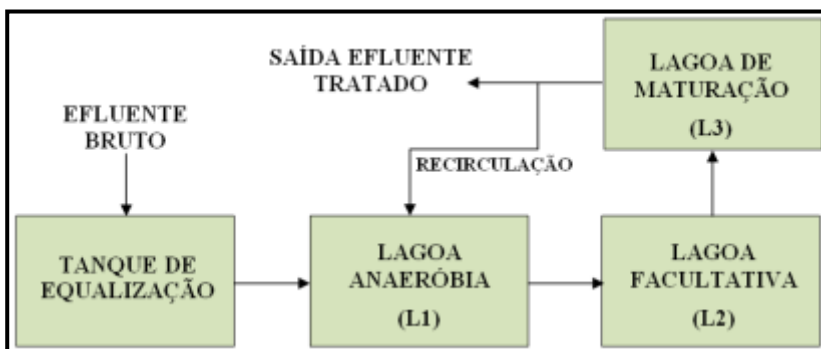 EFLUENTE
BRUTO
TANQUE DE
EQUALIZAÇÃO
LAGOA
ANAERÓBIA
(L1)
LAGOA
FACULTATIVA
(L2)
LAGOA DE
MATURAÇÃO
(L3)
SAÍDA EFLUENTE
TRATADO
RECIRCULAÇÃO